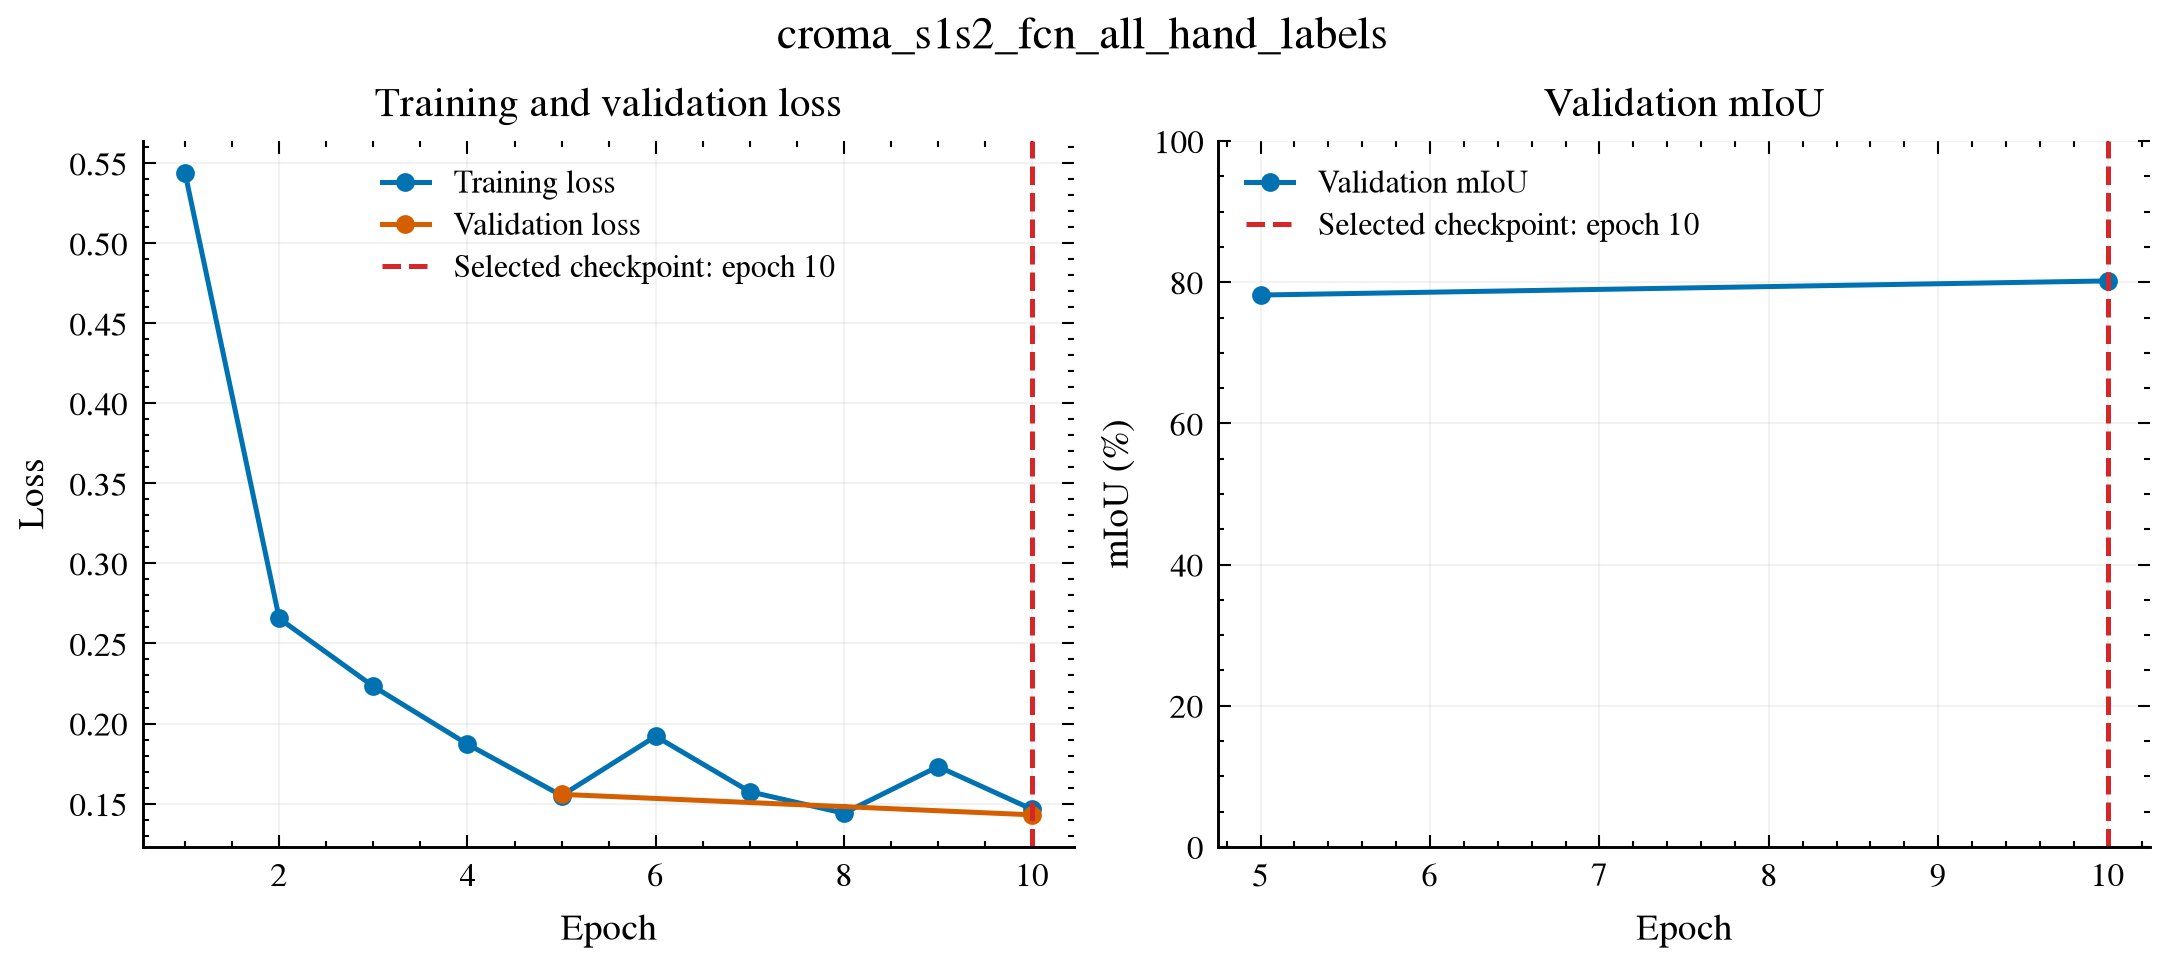 croma_s1s2_fcn_all_hand_labels
Training and validation loss
Training loss
Validation loss
Selected checkpoint: epoch 10
0.55
0.50
0.45
0.40
0.35
0.30
0.25
0.20
0.15
Loss
2 4 6 8 10
Epoch
Validation mIoU
Validation mIoU
Selected checkpoint: epoch 10
100
80
60
40
20
0
mIoU (%)
5 6 7 8 9 10
Epoch